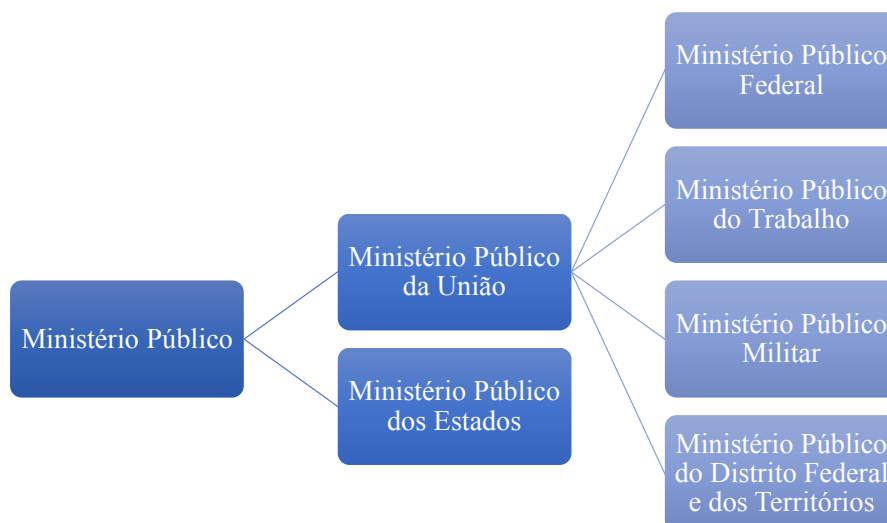 Ministério Público
Ministério Público
da União
Ministério Público
dos Estados
Ministério Público
Federal
Ministério Público
do Trabalho
Ministério Público
Militar
Ministério Público
do Distrito Federal
e dos Territórios